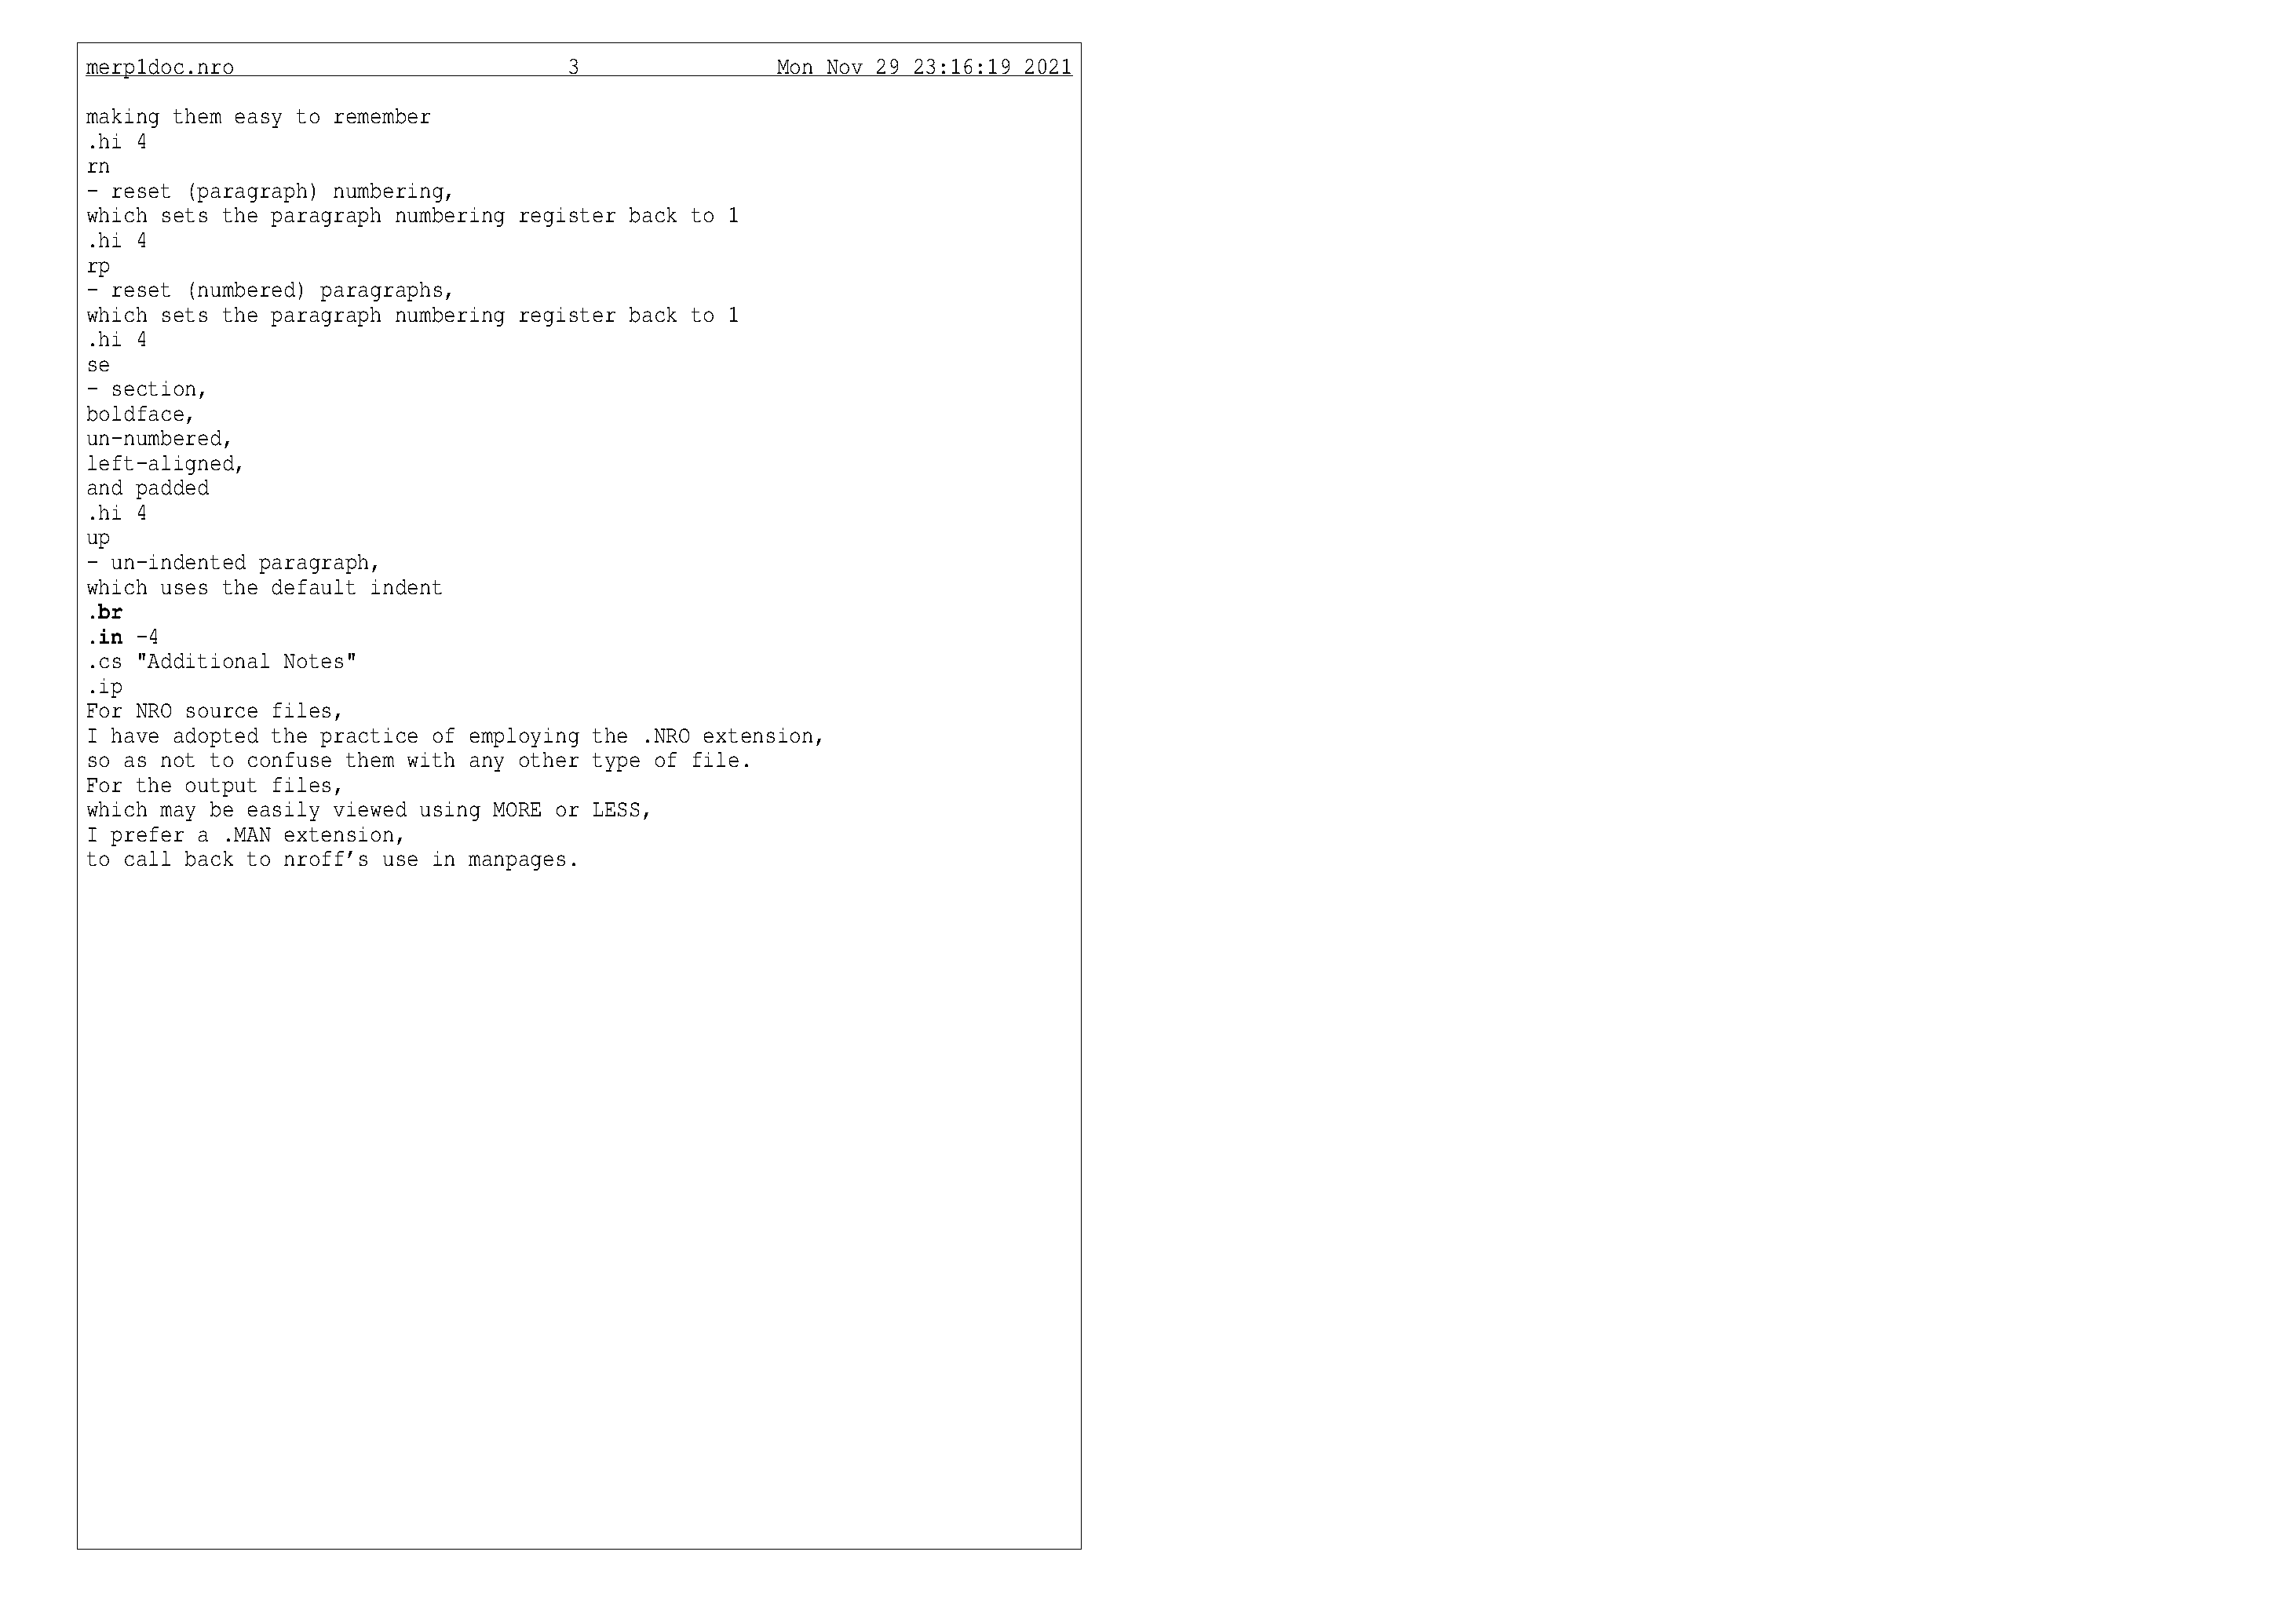 merp1doc.nro 3 Mon Nov 29 23:16:19 2021
making them easy to remember
.hi 4
rn
- reset (paragraph) numbering,
which sets the paragraph numbering register back to 1
.hi 4
rp
- reset (numbered) paragraphs,
which sets the paragraph numbering register back to 1
.hi 4
se
- section,
boldface,
un-numbered,
left-aligned,
and padded
.hi 4
up
- un-indented paragraph,
which uses the default indent
.br
.in -4
.cs "Additional Notes"
.ip
For NRO source files,
I have adopted the practice of employing the .NRO extension,
so as not to confuse them with any other type of file.
For the output files,
which may be easily viewed using MORE or LESS,
I prefer a .MAN extension,
to call back to nroff's use in manpages.